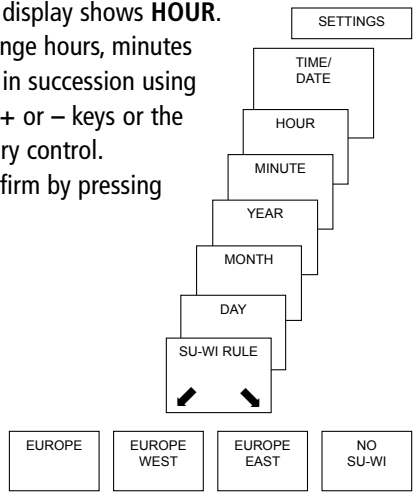 display shows HOUR.
nge hours, minutes
in succession using
+ or – keys or the
ry control.
firm by pressing
SETTINGS
TIME/
DATE
HOUR
MINUTE
YEAR
MONTH
DAY
SU-WI RULE
EUROPE
EUROPE
WEST
EUROPE
EAST
NO
SU-WI